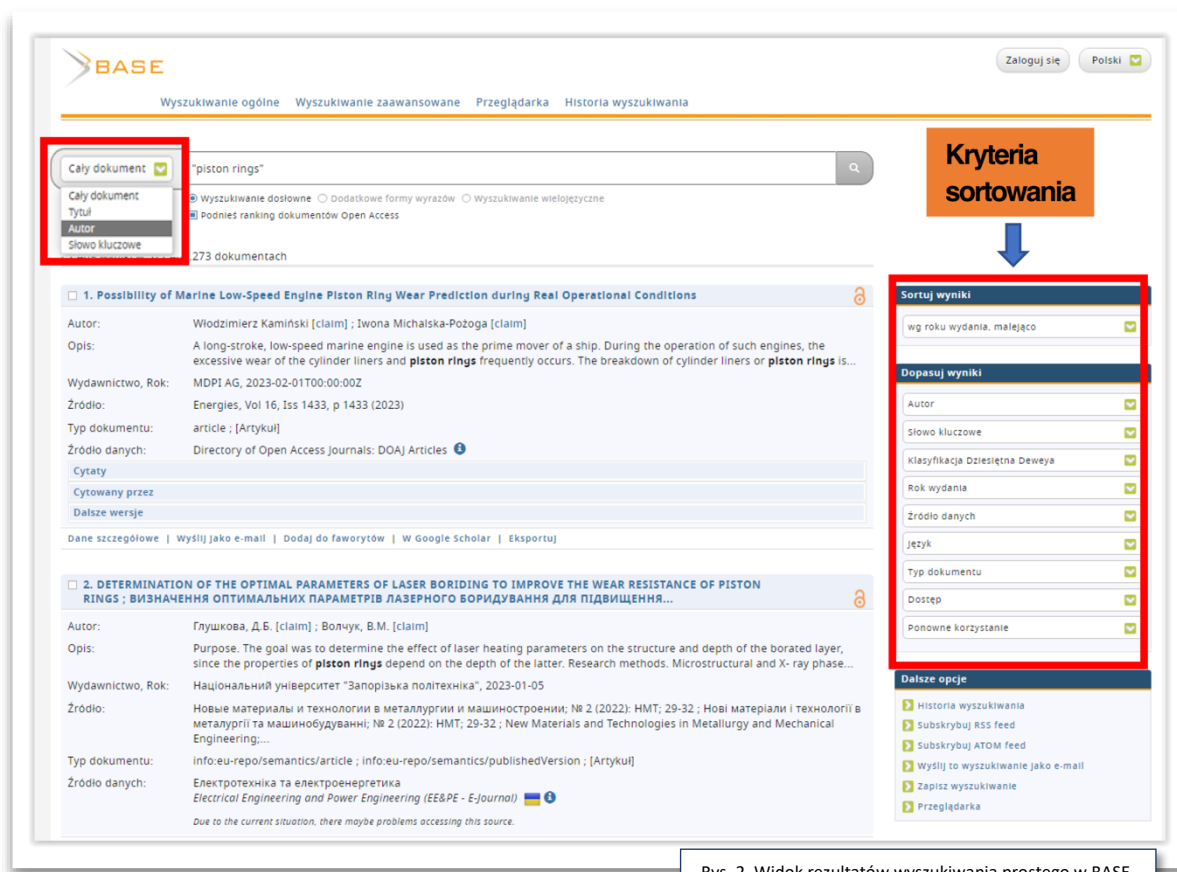 BASE
Zaloguj się
Polski
Wyszukiwanie ogólne Wyszukiwanie zaawansowane Przeglądarka Historia wyszukiwania
Kryteria
sortowania
Cały dokument
"piston rings"
Cały dokument
Tytuł
Autor
Słowo kluczowe
Wyszukiwanie dosłowne Dodatkowe formy wyrazów Wyszukiwanie wielojęzyczne
Podnieś ranking dokumentów Open Access
.273 dokumentach
1. Possibility of Marine Low-Speed Engine Piston Ring Wear Prediction during Real Operational Conditions
Autor: Włodzimierz Kamiński [claim] ; Iwona Michalska-Pożoga [claim]
Opis: A long-stroke, low-speed marine engine is used as the prime mover of a ship. During the operation of such engines, the
excessive wear of the cylinder liners and piston rings frequently occurs. The breakdown of cylinder liners or piston rings is...
Wydawnictwo, Rok: MDPI AG, 2023-02-01T00:00:00Z
Źródło: Energies, Vol 16, Iss 1433, p 1433 (2023)
Typ dokumentu: article ; [Artykuł]
Źródło danych: Directory of Open Access Journals: DOAJ Articles
Cytaty
Cytowany przez
Dalsze wersje
Dane szczegółowe | Wyślij jako e-mail | Dodaj do faworytów | W Google Scholar | Eksportuj
2. DETERMINATION OF THE OPTIMAL PARAMETERS OF LASER BORIDING TO IMPROVE THE WEAR RESISTANCE OF PISTON
RINGS ; ВИЗНАЧЕННЯ ОПТИМАЛЬНИХ ПАРАМЕТРІВ ЛАЗЕРНОГО БОРИДУВАННЯ ДЛЯ ПІДВИЩЕННЯ...
Autor: Глушкова, Д.Б. [claim] ; Волчук, В.М. [claim]
Opis: Purpose. The goal was to determine the effect of laser heating parameters on the structure and depth of the borated layer,
since the properties of piston rings depend on the depth of the latter. Research methods. Microstructural and X- ray phase...
Wydawnictwo, Rok: Національний університет "Запорізька політехніка", 2023-01-05
Źródło: Новые материалы и технологии в металлургии и машиностроении; № 2 (2022): НМТ; 29-32 ; Нові матеріали і технології в
металургії та машинобудуванні; № 2 (2022): НМТ; 29-32 ; New Materials and Technologies in Metallurgy and Mechanical
Engineering;...
Typ dokumentu: info:eu-repo/semantics/article ; info:eu-repo/semantics/publishedVersion ; [Artykuł]
Źródło danych: Електротехніка та електроенергетика
Electrical Engineering and Power Engineering (EE&PE - E-Journal)
Due to the current situation, there maybe problems accessing this source.
Sortuj wyniki
wg roku wydania, malejąco
Dopasuj wyniki
Autor
Słowo kluczowe
Klasyfikacja Dziesiętna Deweya
Rok wydania
Źródło danych
Język
Typ dokumentu
Dostęp
Ponowne korzystanie
Dalsze opcje
Historia wyszukiwania
Subskrybuj RSS feed
Subskrybuj ATOM feed
Wyślij to wyszukiwanie jako e-mail
Zapisz wyszukiwanie
Przeglądarka
Rys. 2. Widok rezultatów wyszukiwania prostego w BASE